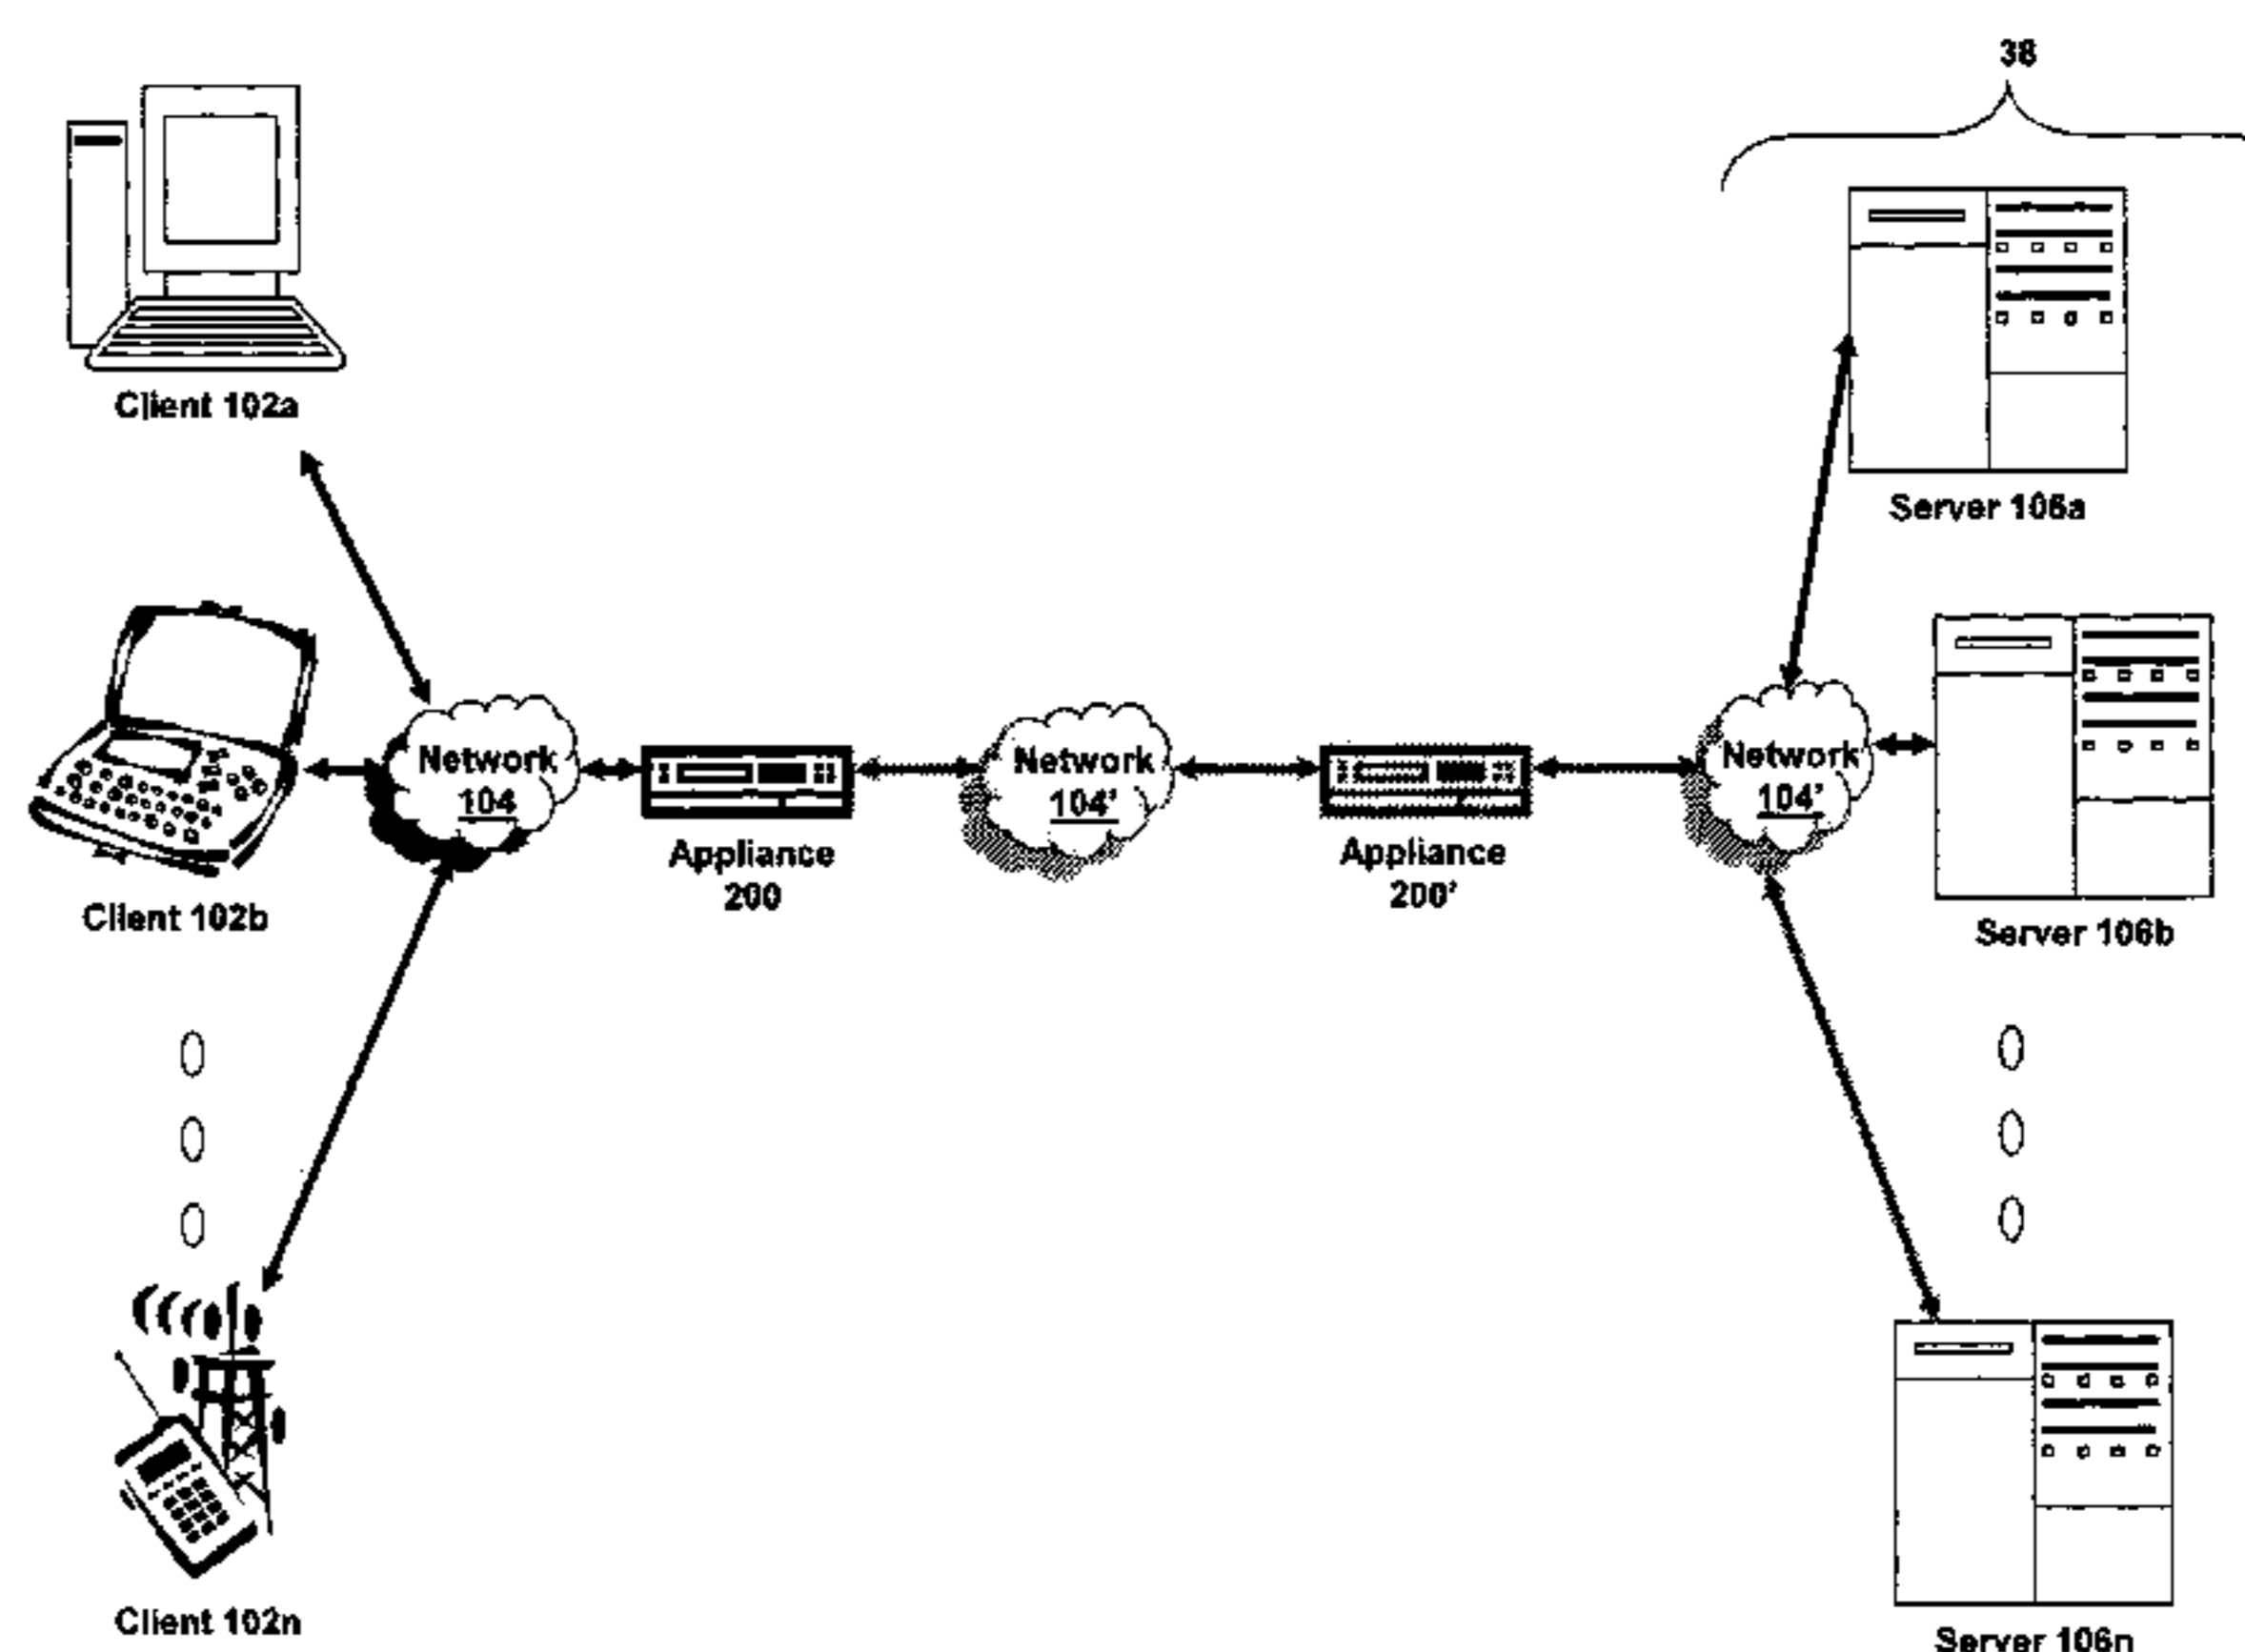 38
Client 102a
Server 106a
Network
104
Network
104'
Network
104'
Appliance
200
Appliance
200'
Client 102b
Server 106b
Client 102n
Server 106n